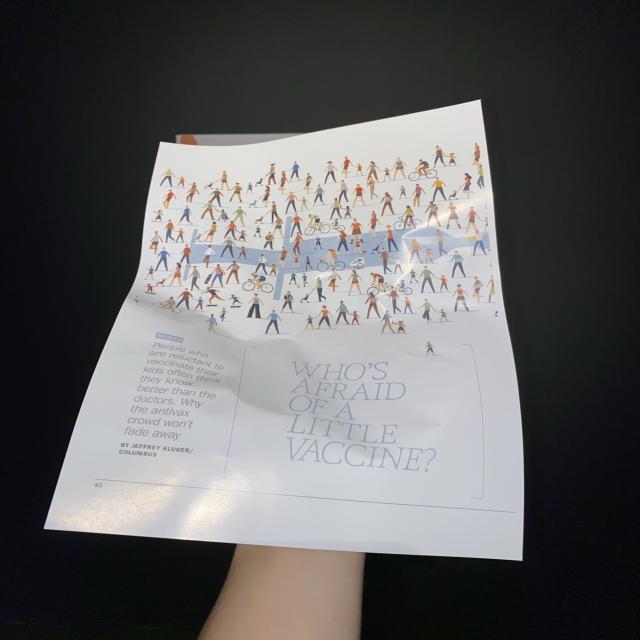 HEALTH
People who
are reluctant to
vaccinate their
kids often think
they know
better than the
doctors. Why
the antivax
crowd won't
fade away
BY JEFFREY KLUGER/
COLUMBUS
WHO'S
AFRAID
OF A
LITTLE
VACCINE?
40